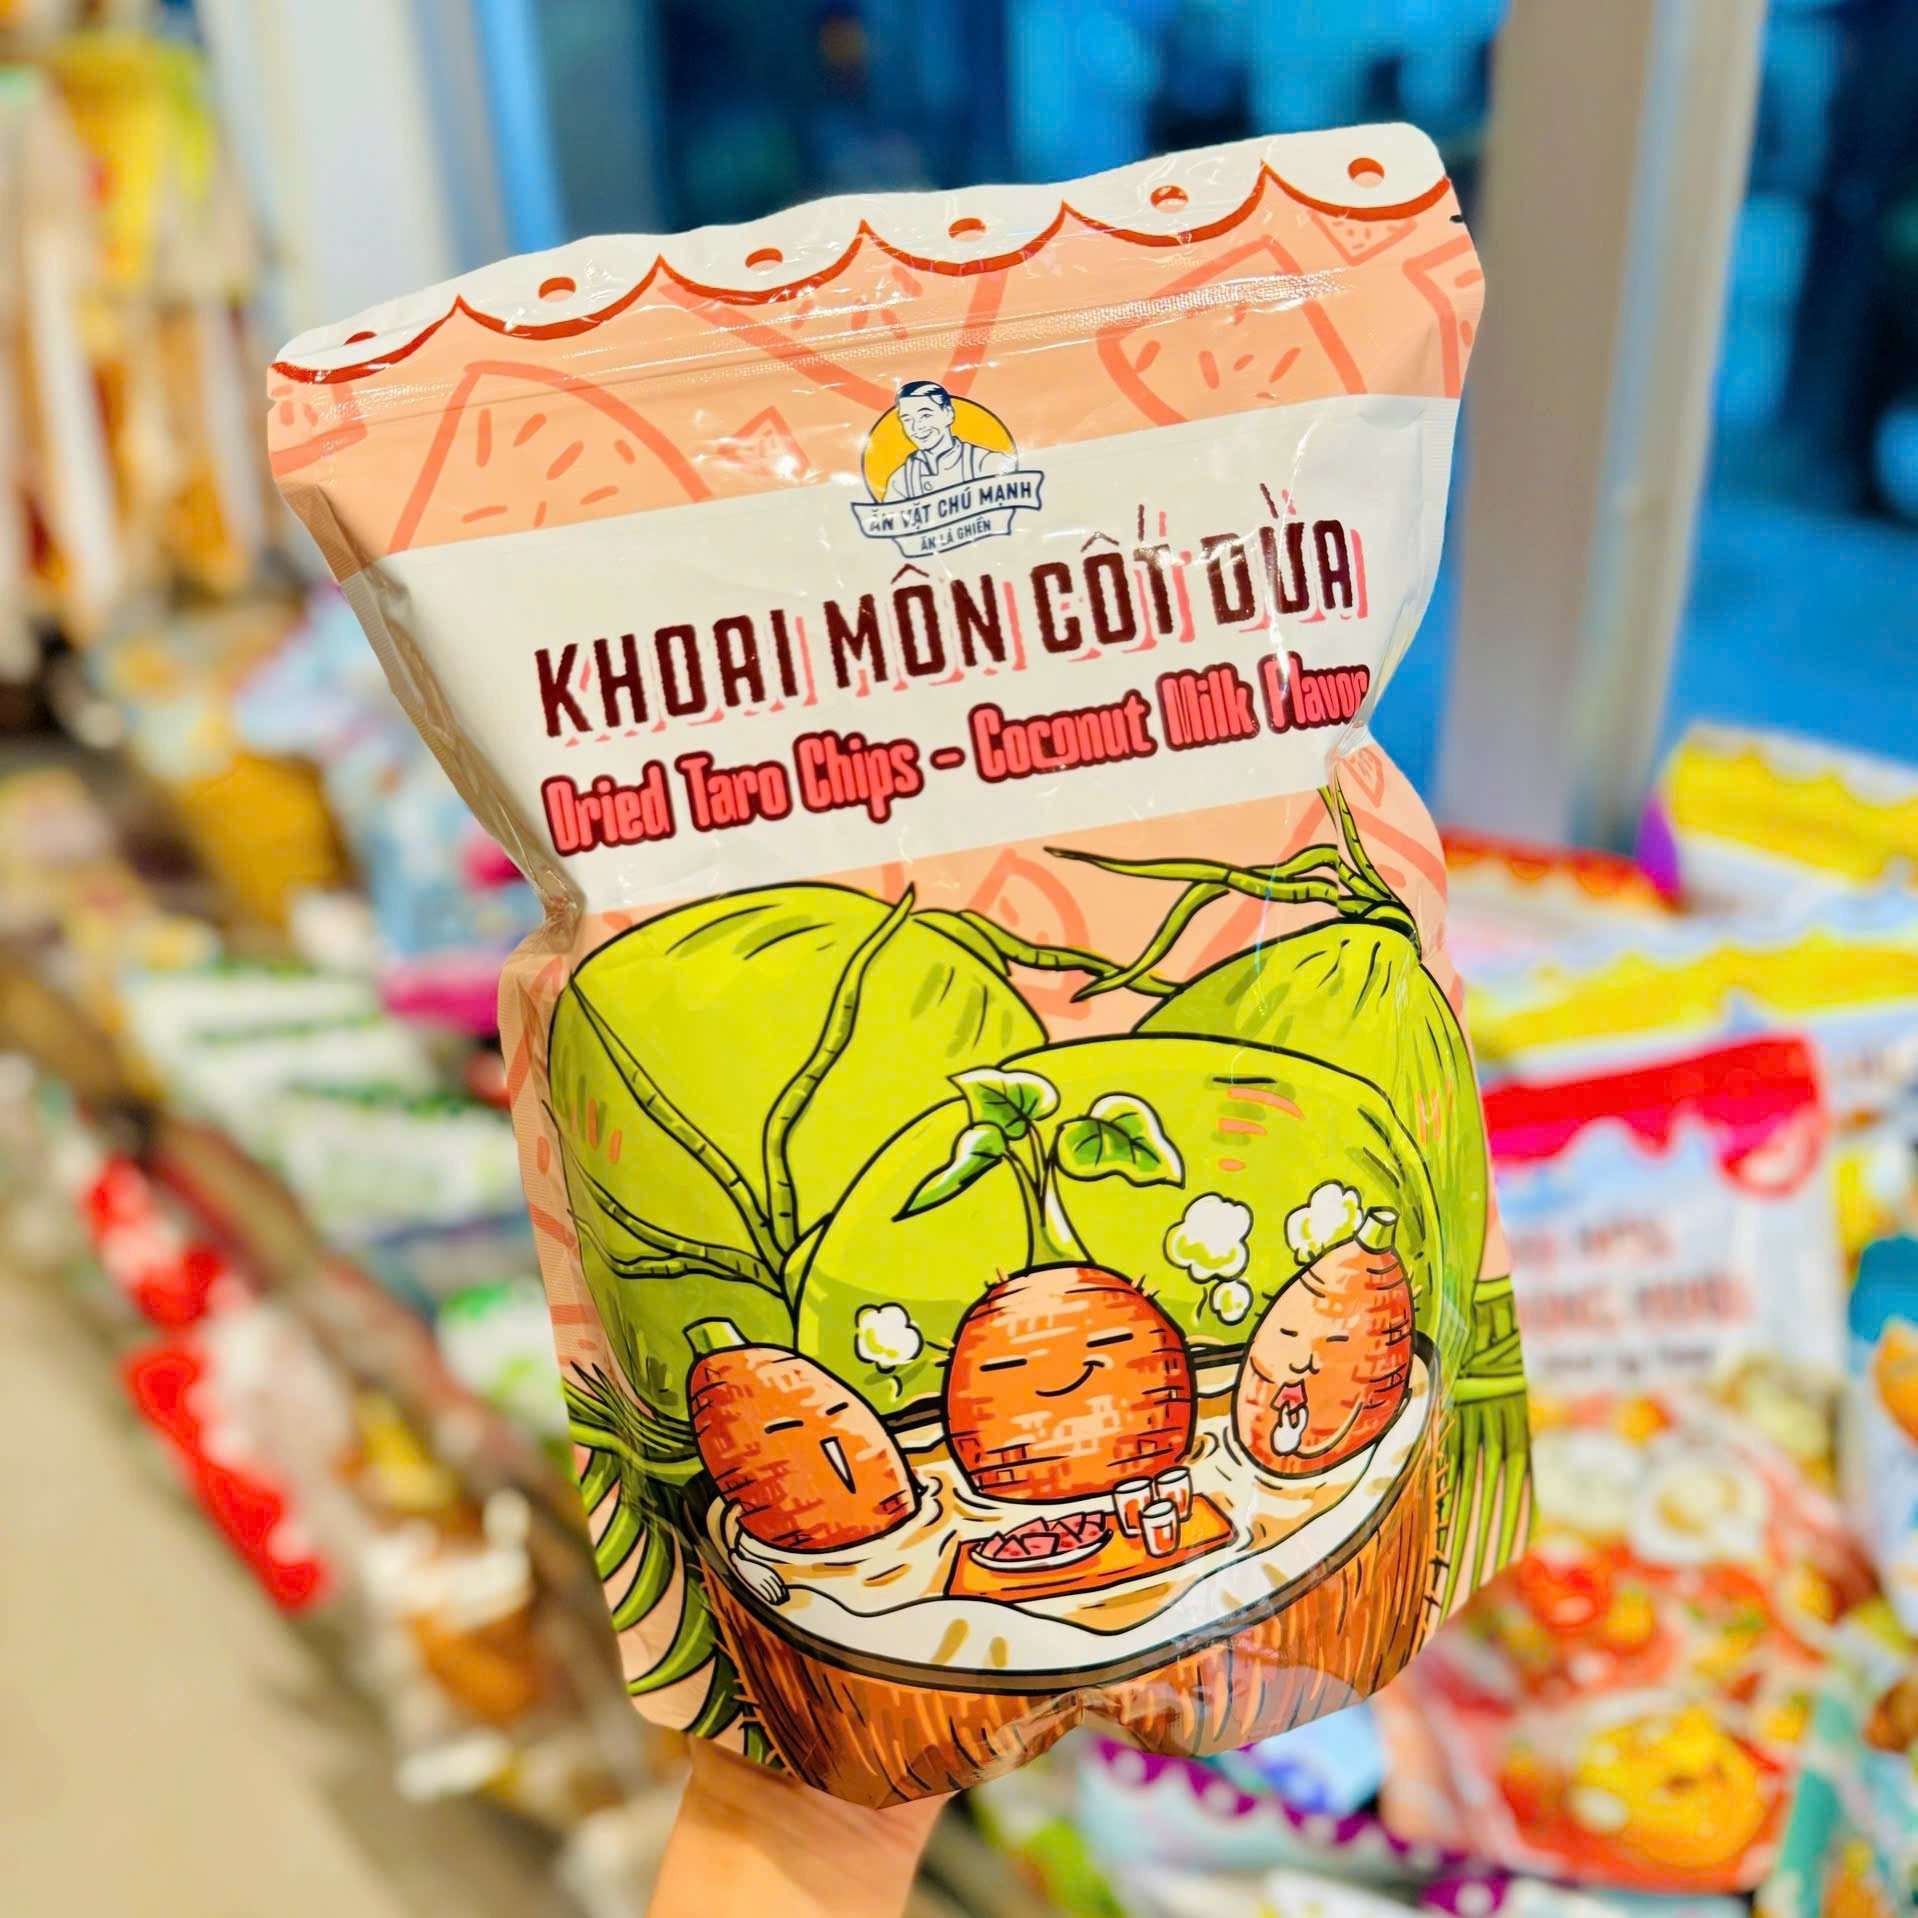 ĂN VẶT CHÚ MẠNH
ĂN LÀ GHIỀN
KHOAI MÔN CỐT DỪA
Dried Taro Chips - Coconut Milk Flavor